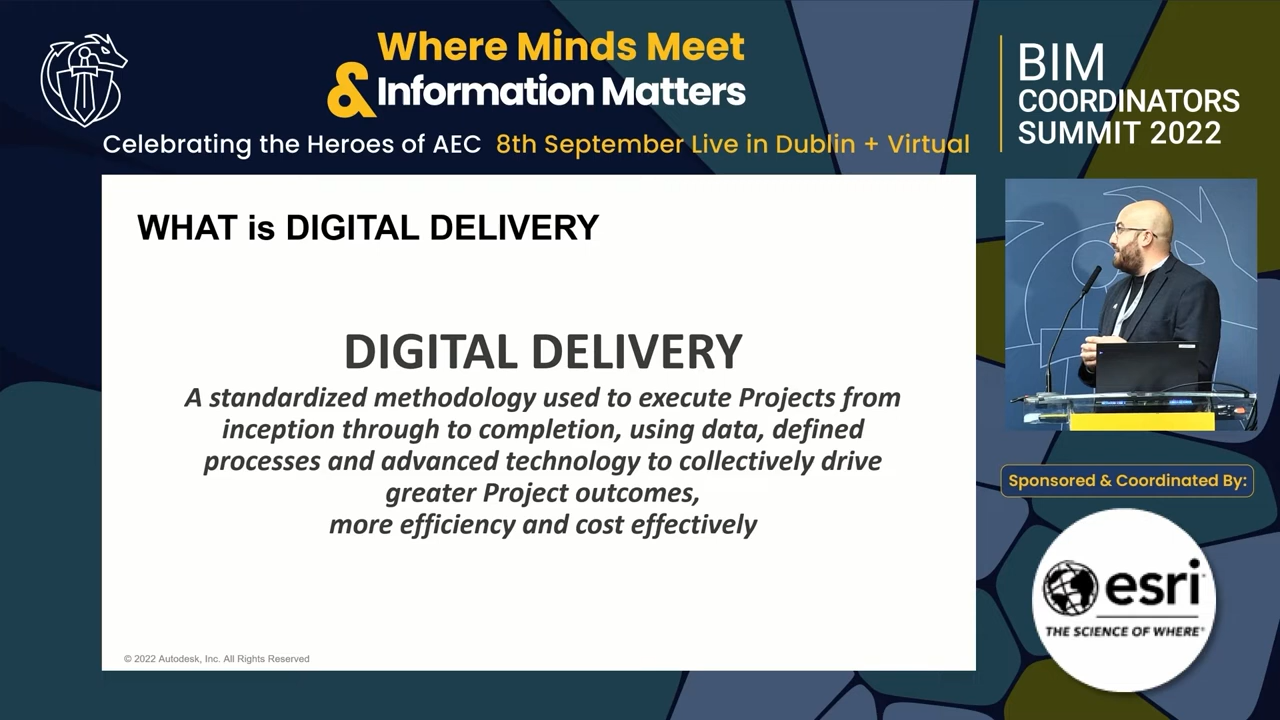 Where Minds Meet
& Information Matters
Celebrating the Heroes of AEC 8th September Live in Dublin + Virtual
BIM
COORDINATORS
SUMMIT 2022
WHAT is DIGITAL DELIVERY
DIGITAL DELIVERY
A standardized methodology used to execute Projects from
inception through to completion, using data, defined
processes and advanced technology to collectively drive
greater Project outcomes,
more efficiency and cost effectively
© 2022 Autodesk, Inc. All Rights Reserved
Sponsored & Coordinated By:
esri
THE SCIENCE OF WHERE®